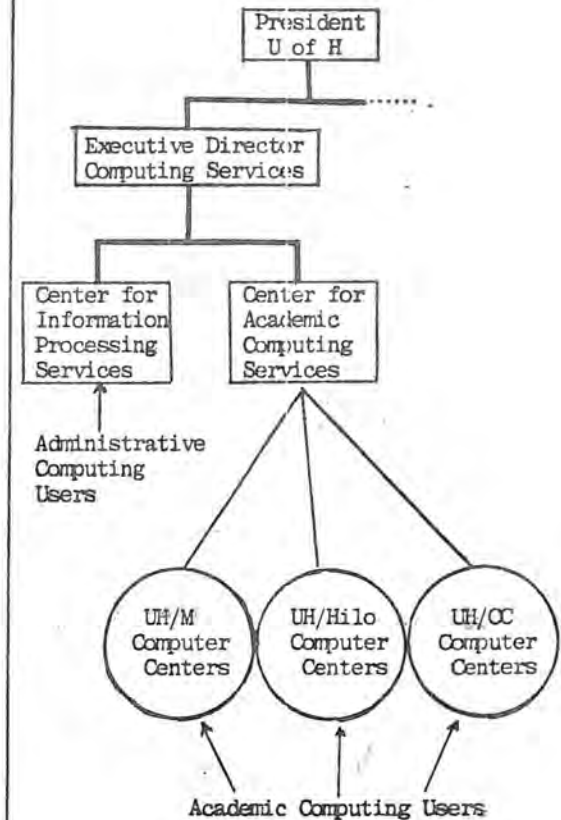 President
U of H
Executive Director
Computing Services
Center for
Information
Processing
Services
Center for
Academic
Computing
Services
Administrative
Computing
Users
UH/M
Computer
Centers
UH/Hilo
Computer
Centers
UH/CC
Computer
Centers
Academic Computing Users